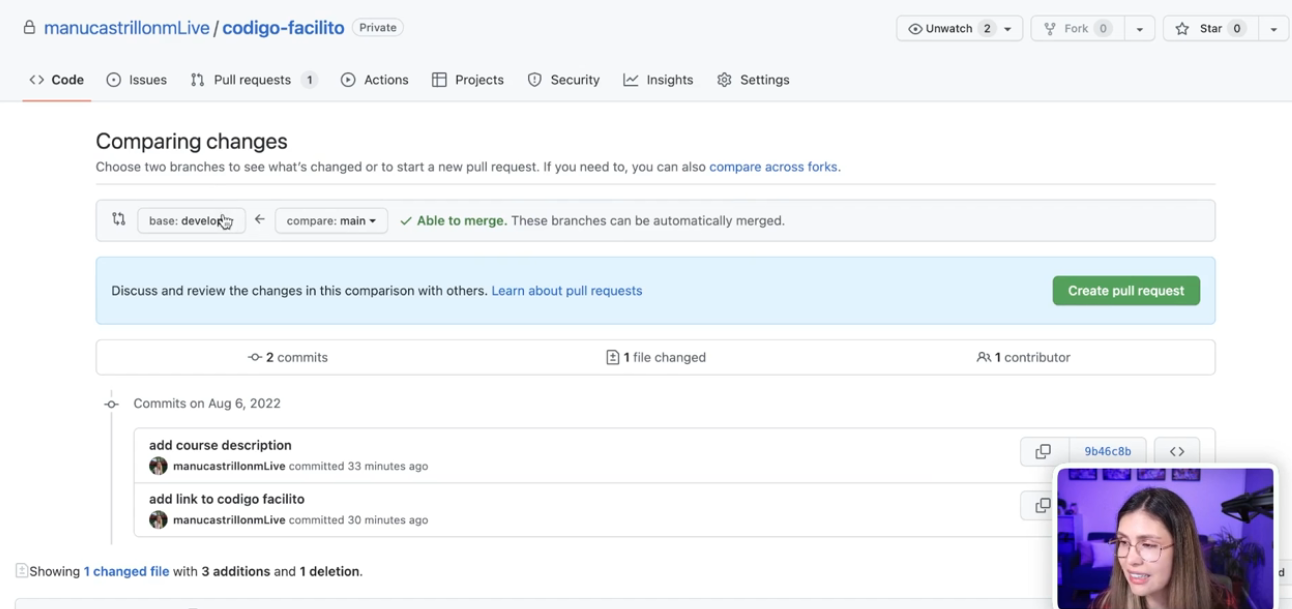 manucastrillonmLive / codigo-facilito Private
Unwatch 2 Fork 0 Star 0
Code Issues Pull requests 1 Actions Projects Security Insights Settings
Comparing changes
Choose two branches to see what's changed or to start a new pull request. If you need to, you can also compare across forks.
base: develop compare: main Able to merge. These branches can be automatically merged.
Discuss and review the changes in this comparison with others. Learn about pull requests Create pull request
2 commits 1 file changed 1 contributor
Commits on Aug 6, 2022
add course description
manucastrillonmLive committed 33 minutes ago
9b46c8b
add link to codigo facilito
manucastrillonmLive committed 30 minutes ago
Showing 1 changed file with 3 additions and 1 deletion.